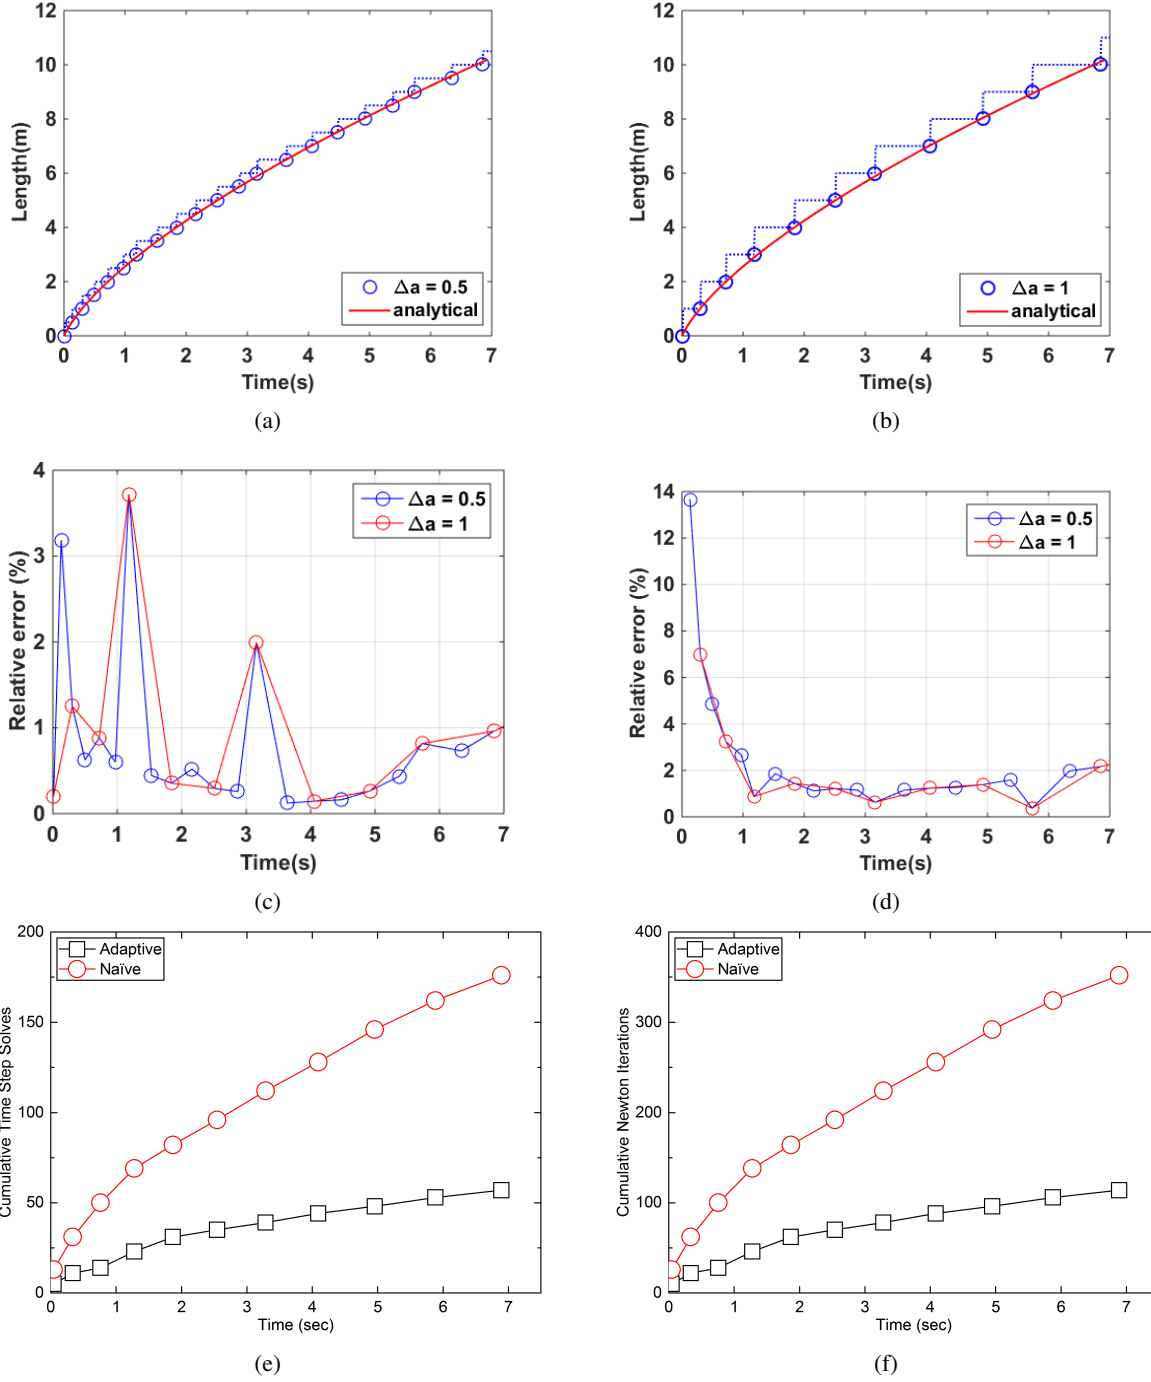 12
10
8
6
4
2
0
Length(m)
Δa = 0.5
analytical
0 1 2 3 4 5 6 7
Time(s)
(a)
12
10
8
6
4
2
0
Length(m)
Δa = 1
analytical
0 1 2 3 4 5 6 7
Time(s)
(b)
4
3
2
1
0
Relative error (%)
Δa = 0.5
Δa = 1
0 1 2 3 4 5 6 7
Time(s)
(c)
14
12
10
8
6
4
2
0
Relative error (%)
Δa = 0.5
Δa = 1
0 1 2 3 4 5 6 7
Time(s)
(d)
200
150
100
50
0
Cumulative Time Step Solves
Adaptive
Naïve
0 1 2 3 4 5 6 7
Time (sec)
(e)
400
300
200
100
0
Cumulative Newton Iterations
Adaptive
Naïve
0 1 2 3 4 5 6 7
Time (sec)
(f)